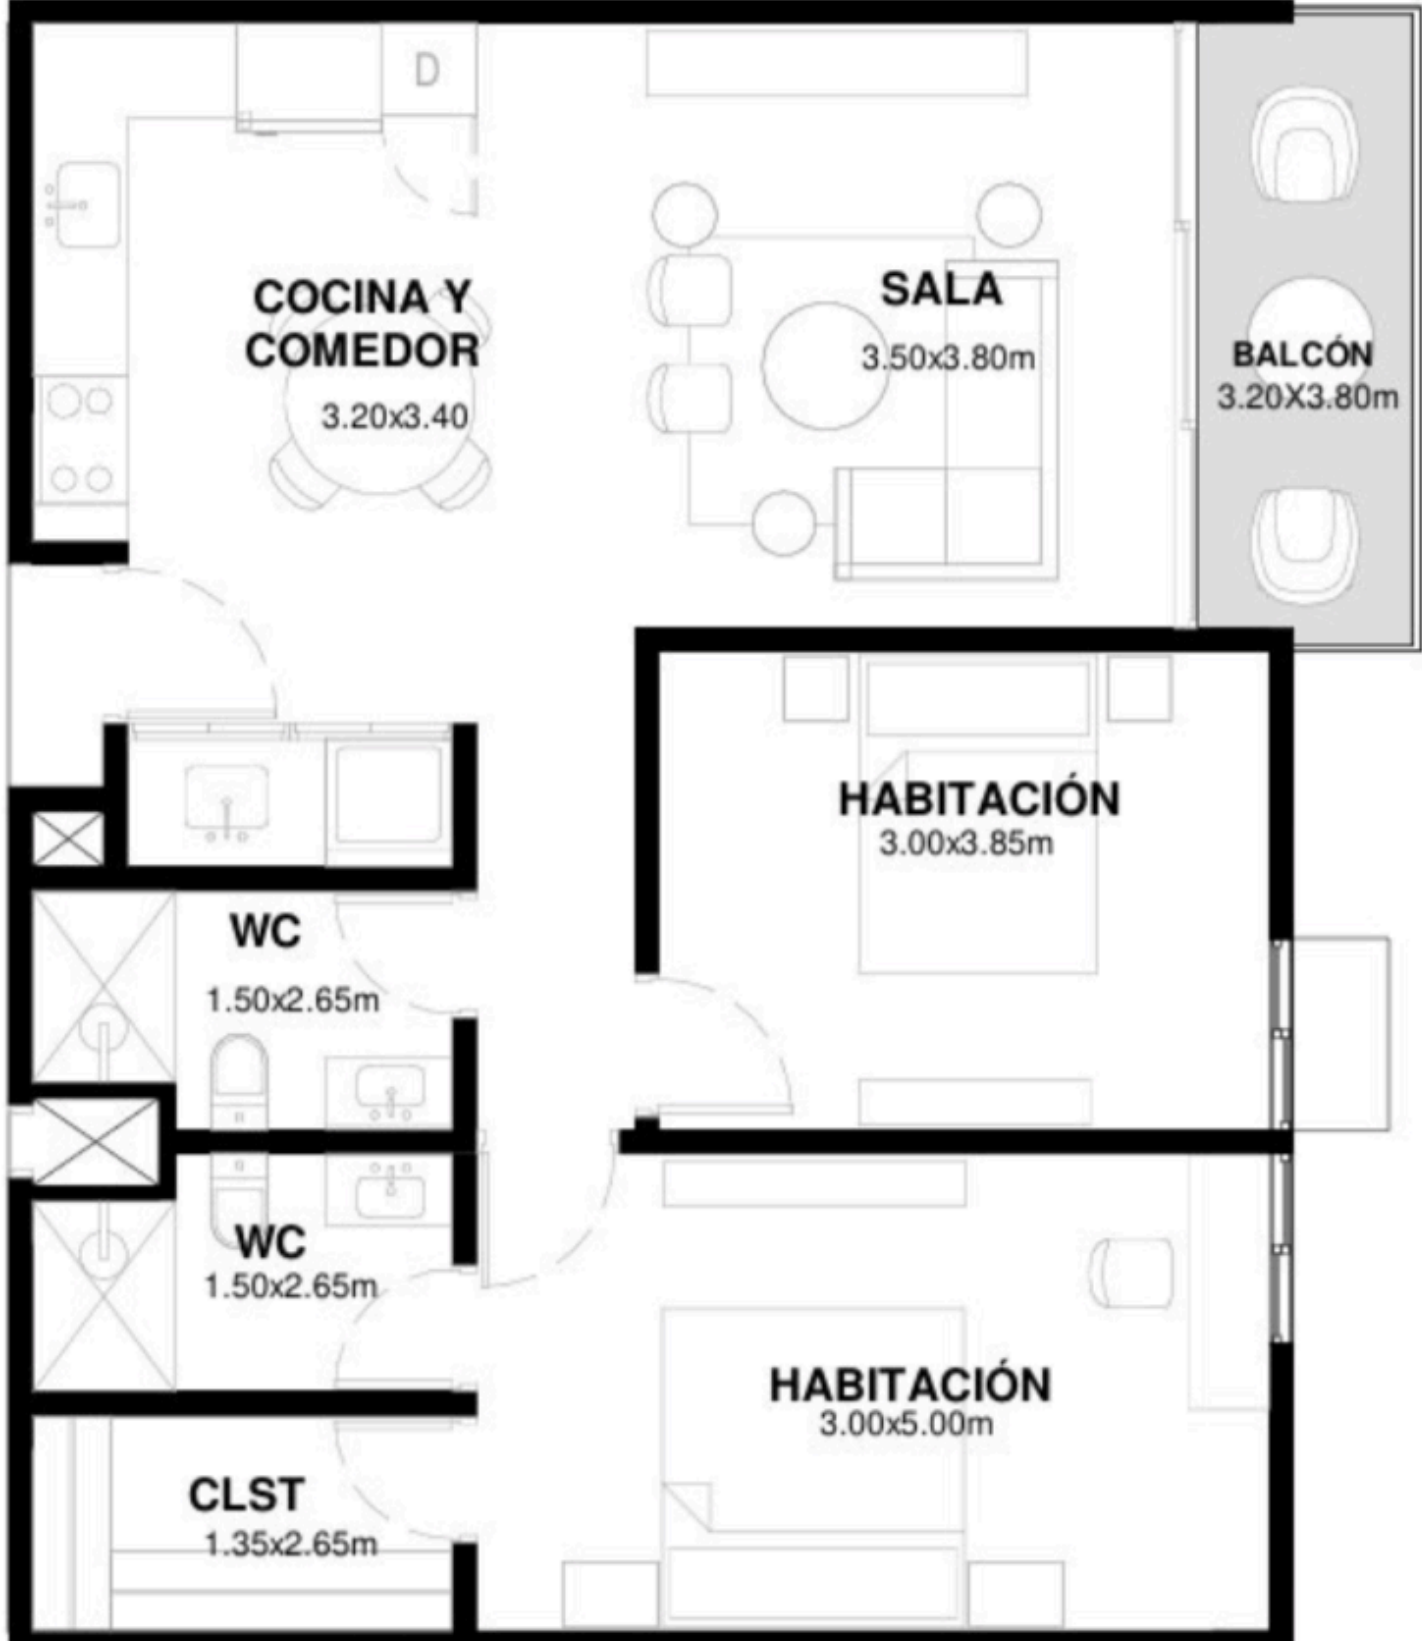 D
COCINA Y
COMEDOR
3.20x3.40
SALA
3.50x3.80m
BALCÓN
3.20X3.80m
HABITACIÓN
3.00x3.85m
WC
1.50x2.65m
WC
1.50x2.65m
HABITACIÓN
3.00x5.00m
CLST
1.35x2.65m